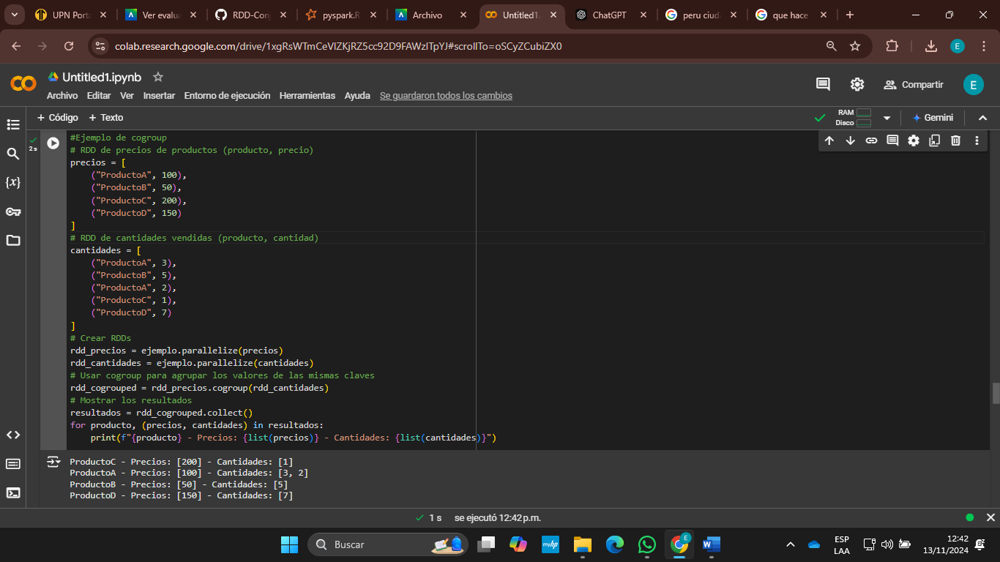 UPN Porta
Ver evalua
RDD-Conj
pyspark.R
Archivo
Untitled1.
ChatGPT
peru ciud
que hace
colab.research.google.com/drive/1xgRsWTmCeVlZKjRZ5cc92D9FAWzlTpYJ#scrollTo=oSCyZCubiZX0
E
Untitled1.ipynb
Archivo Editar Ver Insertar Entorno de ejecución Herramientas Ayuda Se guardaron todos los cambios
Compartir
E
+ Código + Texto
RAM
Disco
Gemini
{x}
2 s
#Ejemplo de cogroup
# RDD de precios de productos (producto, precio)
precios = [
("ProductoA", 100),
("ProductoB", 50),
("ProductoC", 200),
("ProductoD", 150)
]
# RDD de cantidades vendidas (producto, cantidad)
cantidades = [
("ProductoA", 3),
("ProductoB", 5),
("ProductoA", 2),
("ProductoC", 1),
("ProductoD", 7)
]
# Crear RDDs
rdd_precios = ejemplo.parallelize(precios)
rdd_cantidades = ejemplo.parallelize(cantidades)
# Usar cogroup para agrupar los valores de las mismas claves
rdd_cogrouped = rdd_precios.cogroup(rdd_cantidades)
# Mostrar los resultados
resultados = rdd_cogrouped.collect()
for producto, (precios, cantidades) in resultados:
print(f"{producto} - Precios: {list(precios)} - Cantidades: {list(cantidades)}")
ProductoC - Precios: [200] - Cantidades: [1]
ProductoA - Precios: [100] - Cantidades: [3, 2]
ProductoB - Precios: [50] - Cantidades: [5]
ProductoD - Precios: [150] - Cantidades: [7]
1 s se ejecutó 12:42 p.m.
Buscar
myhp
E
W
ESP
LAA
12:42
13/11/2024